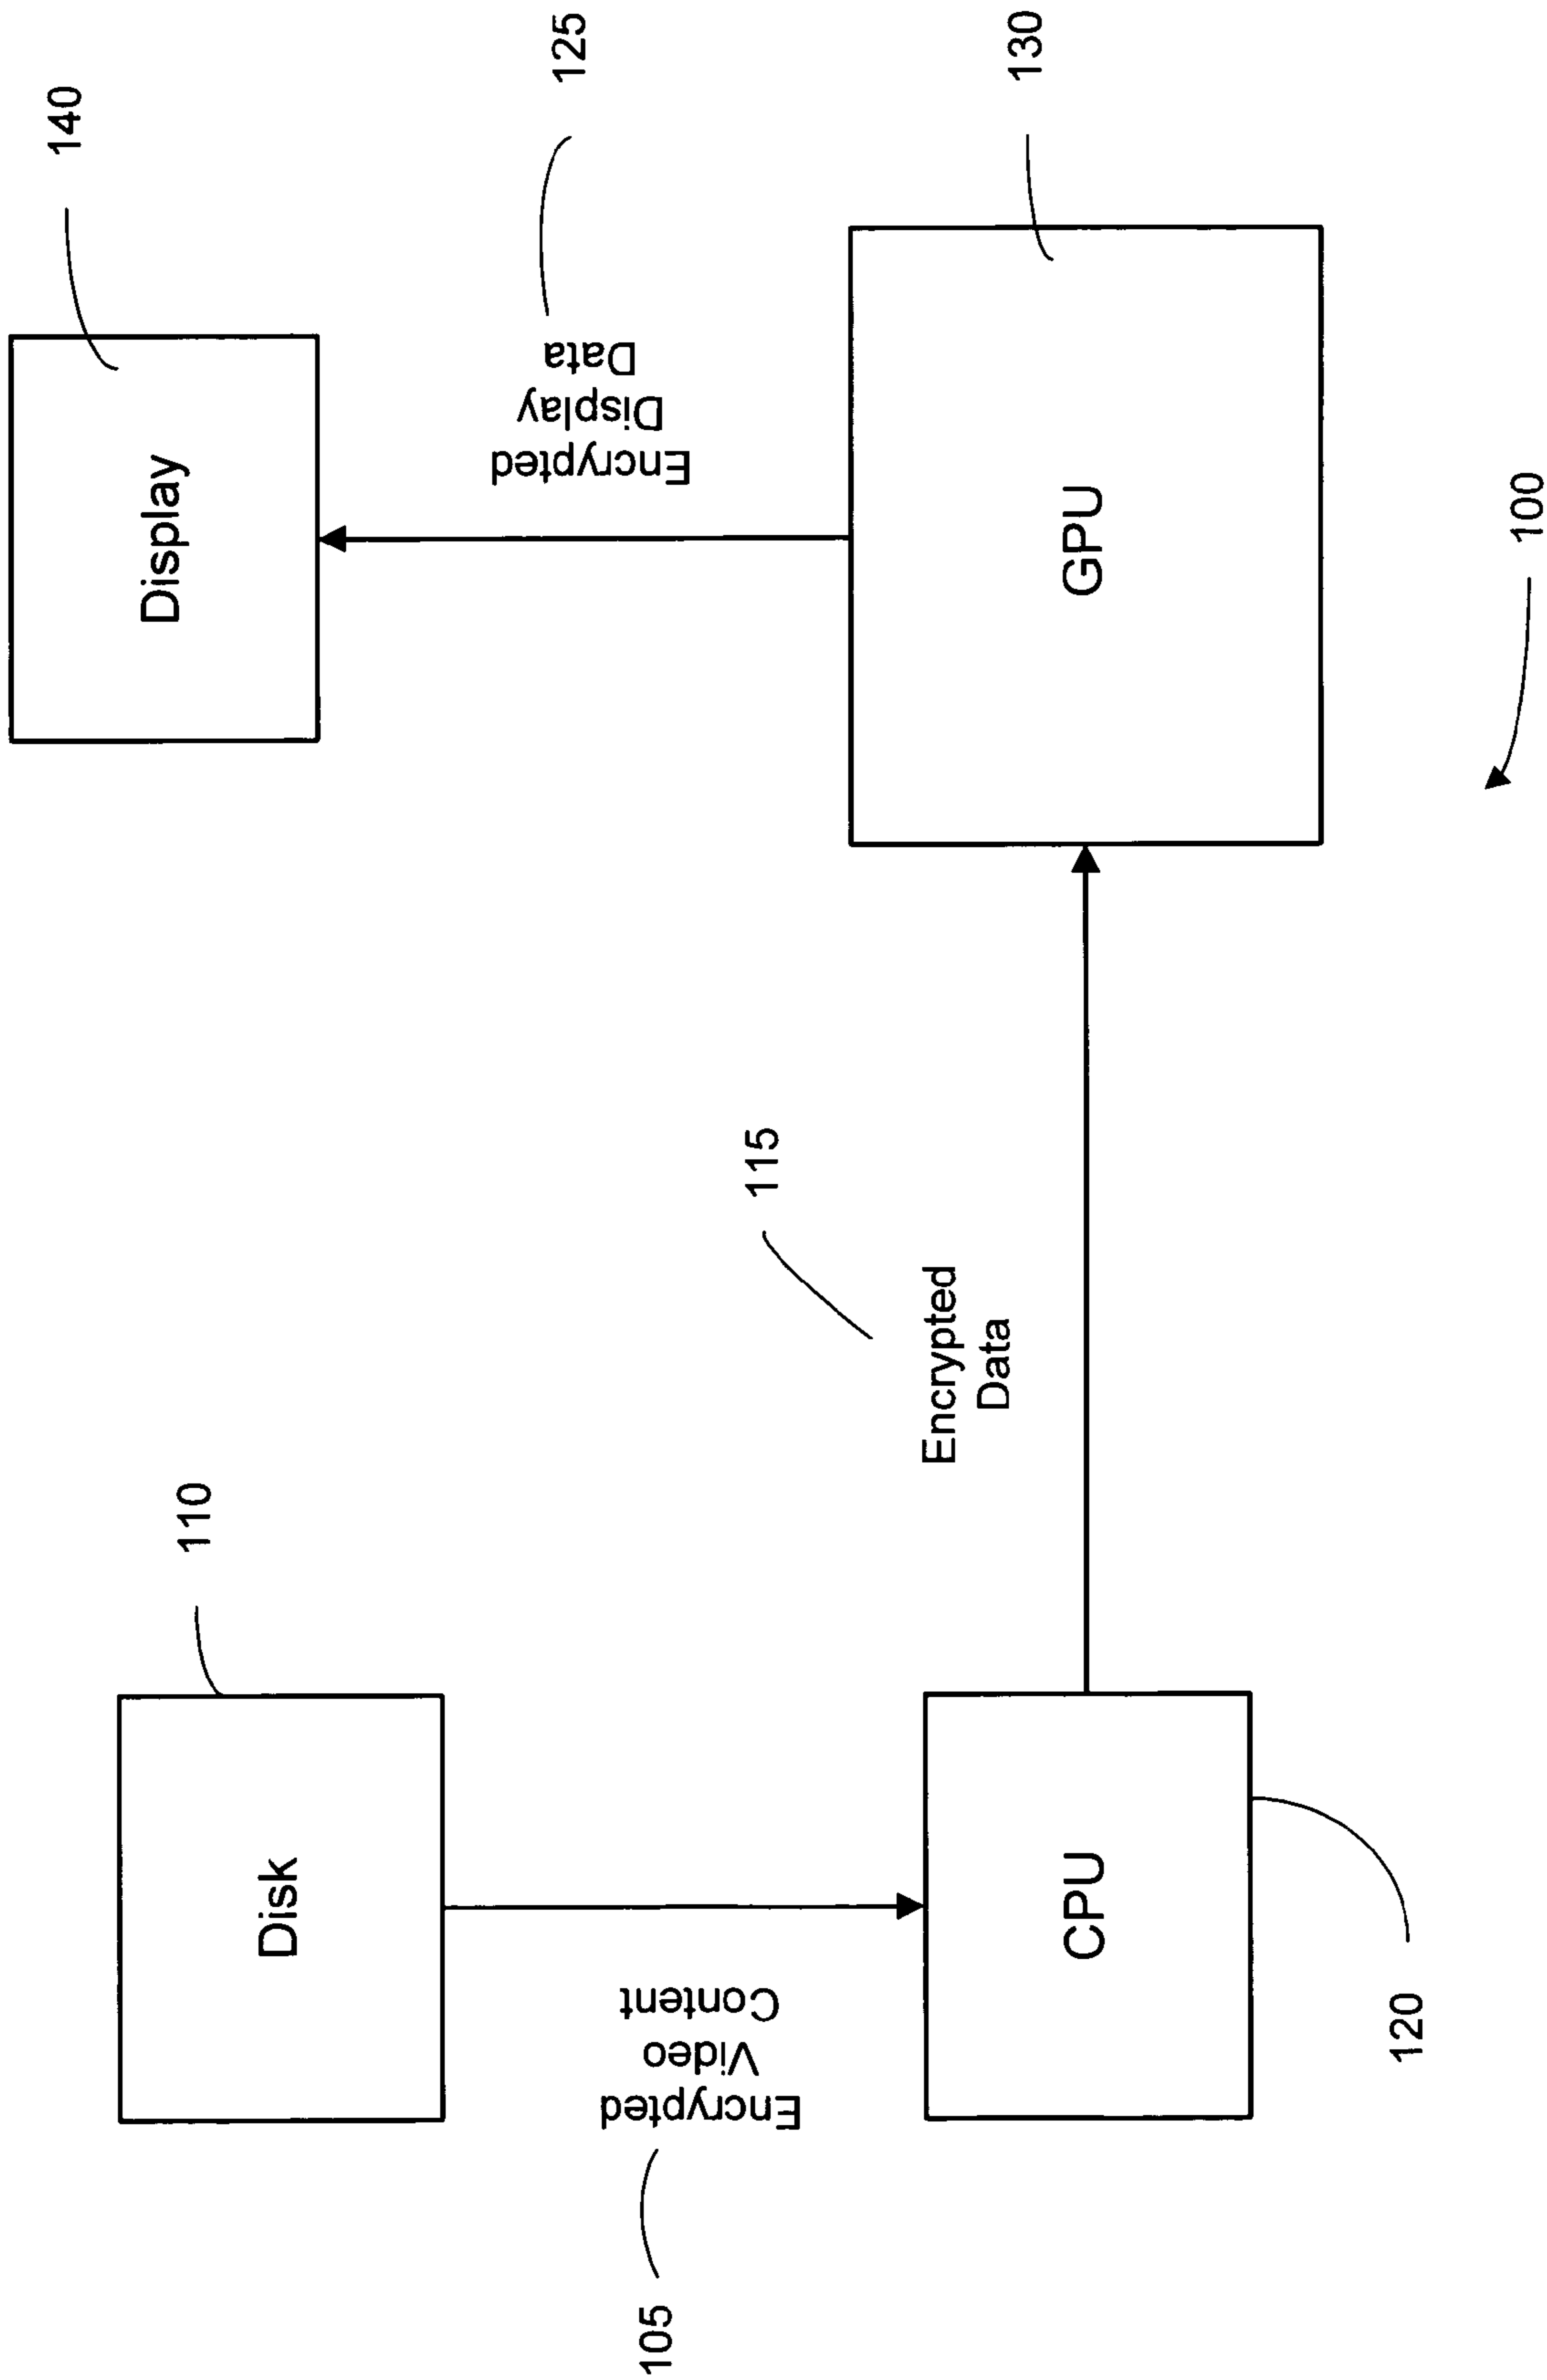 110
140
Disk
Display
105
Encrypted
Video
Content
115
125
Encrypted
Display
Data
Encrypted
Data
CPU
GPU
130
120
100